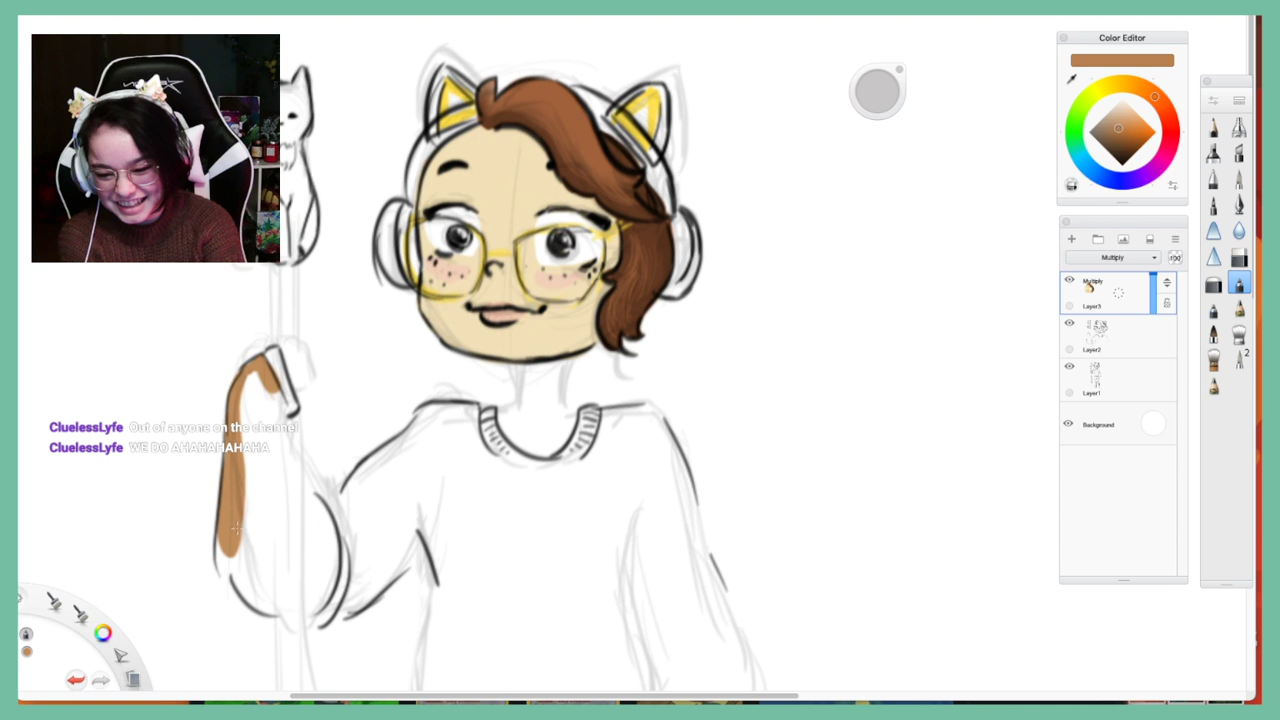 Color Editor
Multiply
Multiply
Layer3
Layer2
Layer1
Background
2
CluelessLyfe Out of anyone on the channel
CluelessLyfe WE DO AHAHAHAHAHA